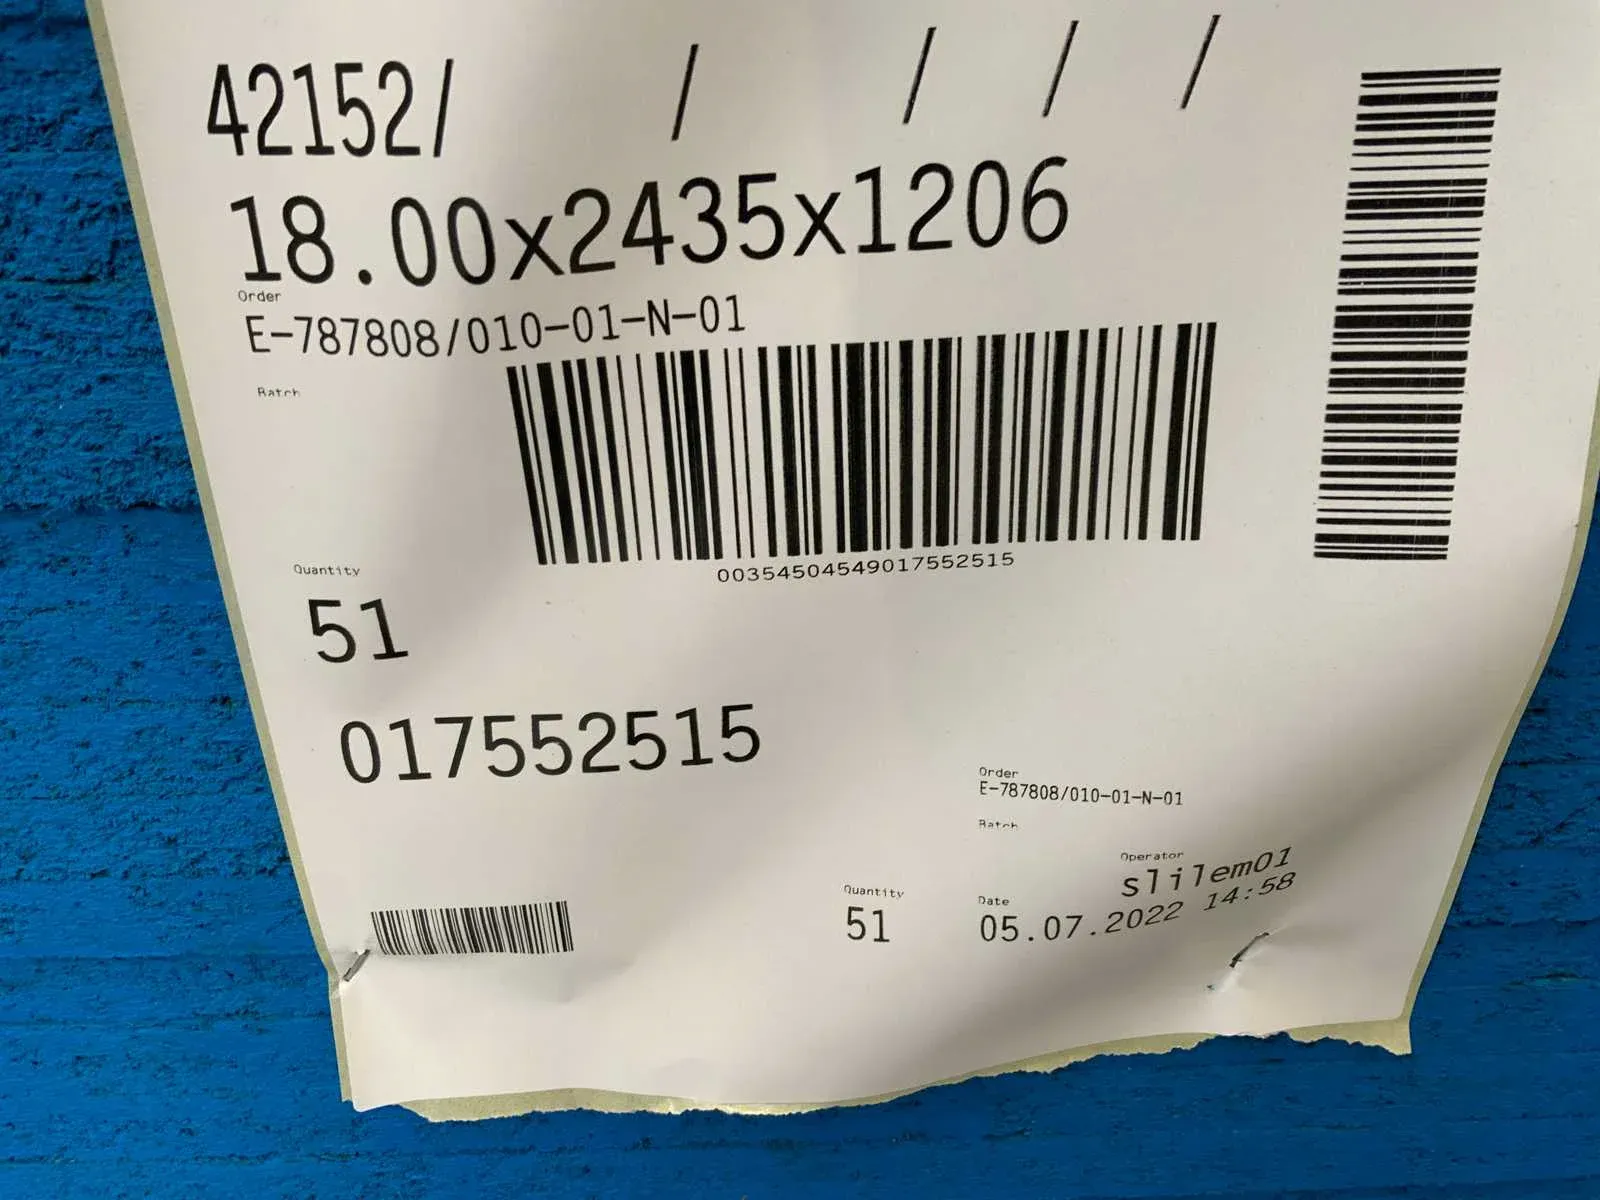 42152/ / / / /
18.00x2435x1206
Order
E-787808/010-01-N-01
Batch
00354504549017552515
Quantity
51
017552515
Order
E-787808/010-01-N-01
Batch
Operator
slilem01
Quantity
51
Date
05.07.2022 14:58